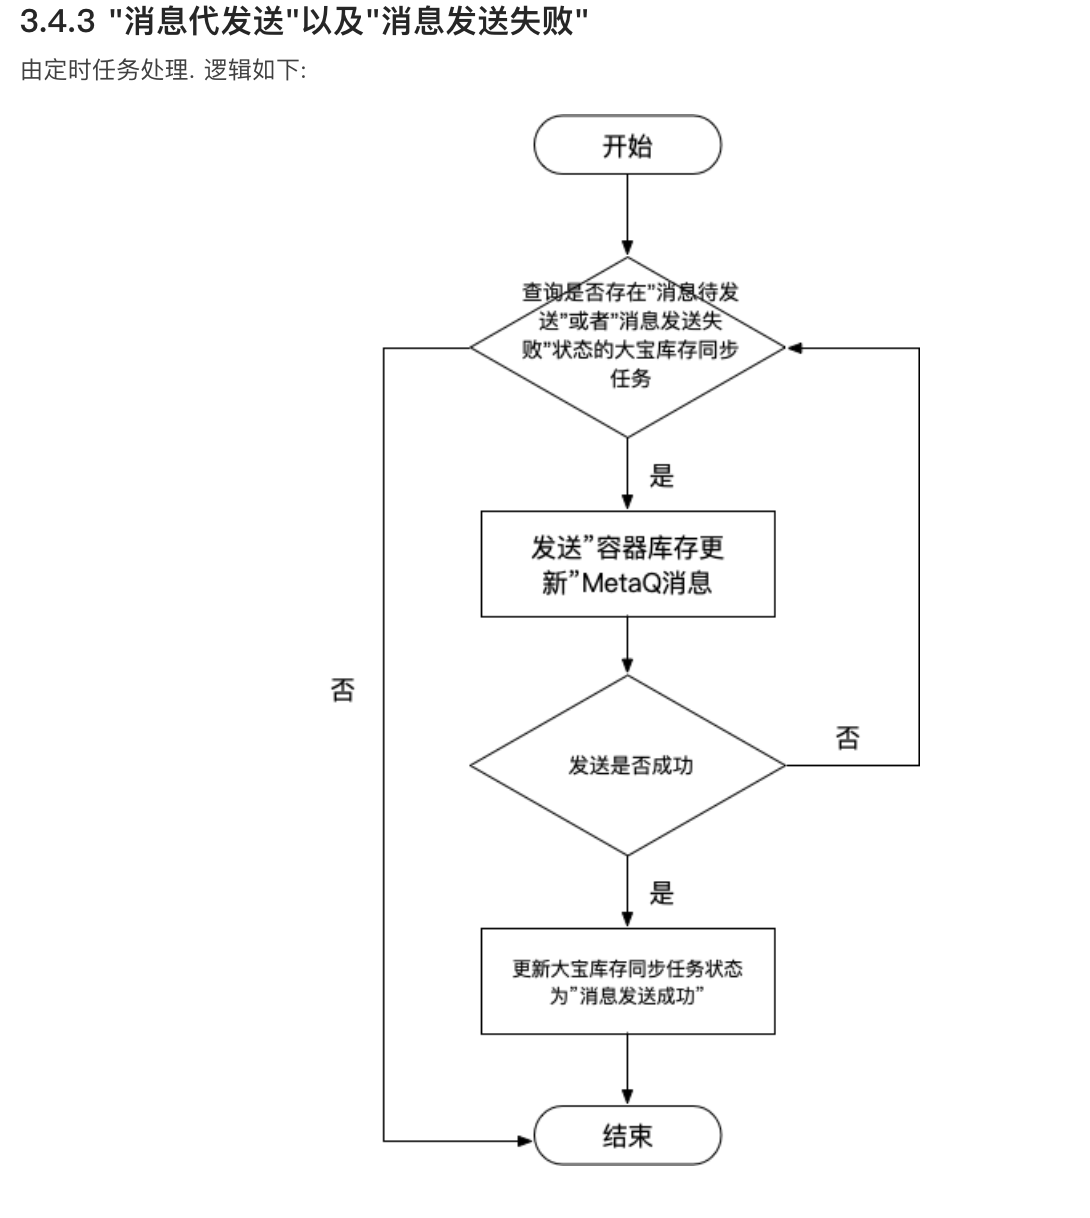 3.4.3 "消息代发送"以及"消息发送失败"
由定时任务处理. 逻辑如下:
开始
查询是否存在”消息待发
送”或者”消息发送失
败”状态的大宝库存同步
任务
是
发送”容器库存更
新”MetaQ消息
否
发送是否成功
否
是
更新大宝库存同步任务状态
为”消息发送成功”
结束